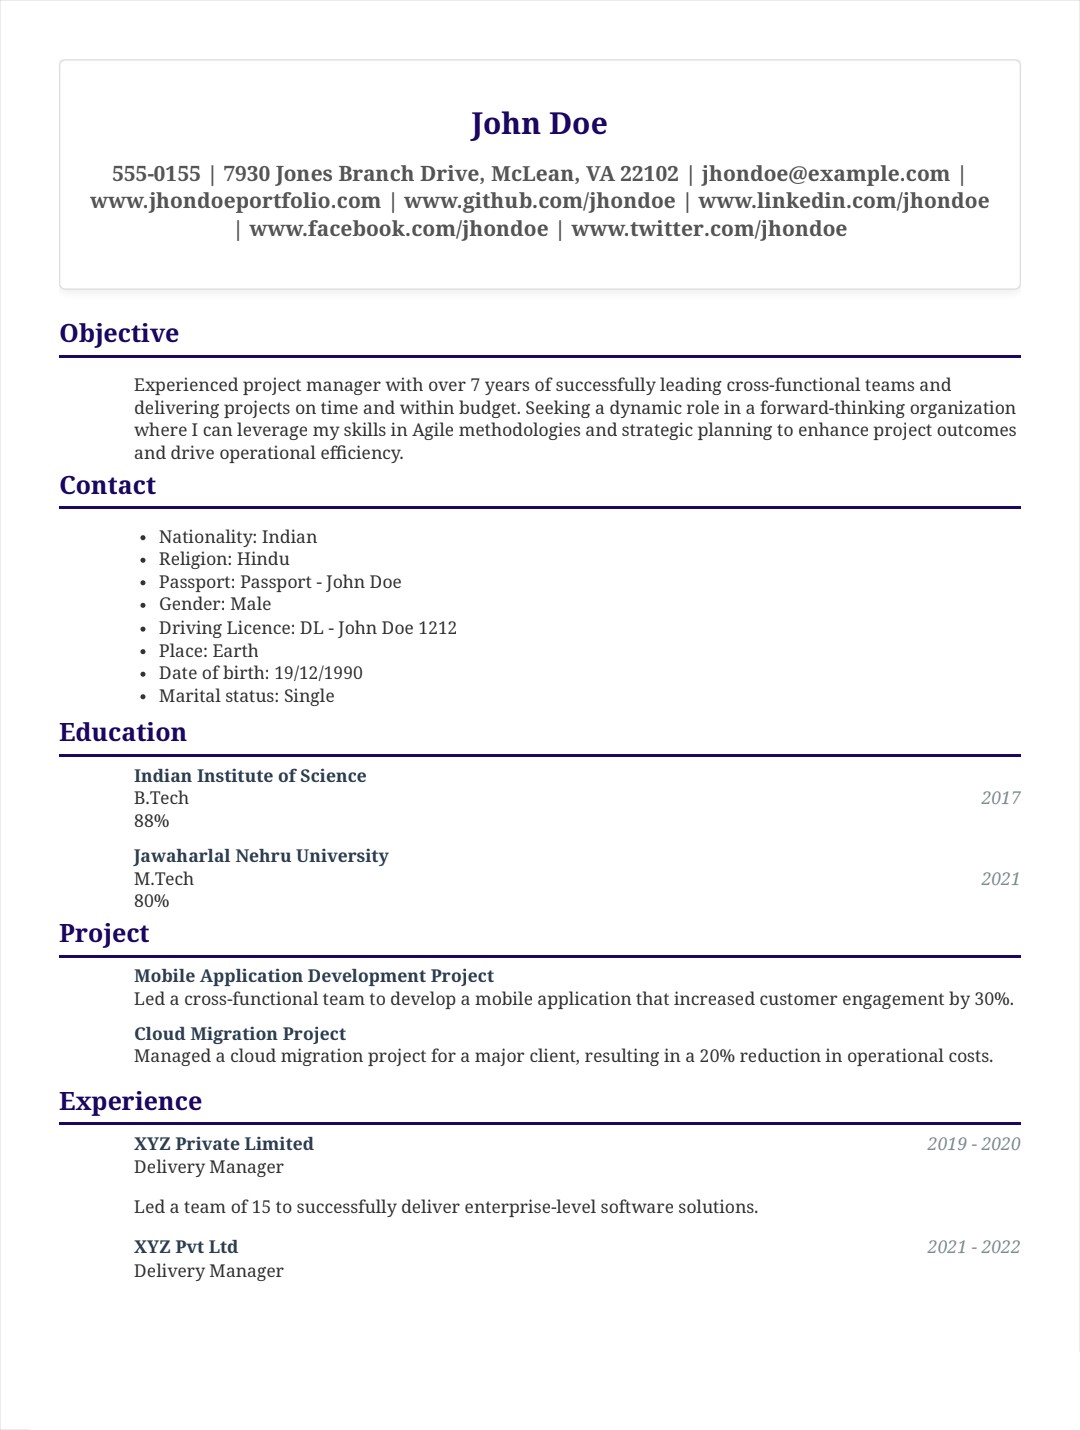 John Doe
555-0155 | 7930 Jones Branch Drive, McLean, VA 22102 | jhondoe@example.com |
www.jhondoeportfolio.com | www.github.com/jhondoe | www.linkedin.com/jhondoe
| www.facebook.com/jhondoe | www.twitter.com/jhondoe
Objective
Experienced project manager with over 7 years of successfully leading cross-functional teams and
delivering projects on time and within budget. Seeking a dynamic role in a forward-thinking organization
where I can leverage my skills in Agile methodologies and strategic planning to enhance project outcomes
and drive operational efficiency.
Contact
• Nationality: Indian
• Religion: Hindu
• Passport: Passport - John Doe
• Gender: Male
• Driving Licence: DL - John Doe 1212
• Place: Earth
• Date of birth: 19/12/1990
• Marital status: Single
Education
Indian Institute of Science
B.Tech 2017
88%
Jawaharlal Nehru University
M.Tech 2021
80%
Project
Mobile Application Development Project
Led a cross-functional team to develop a mobile application that increased customer engagement by 30%.
Cloud Migration Project
Managed a cloud migration project for a major client, resulting in a 20% reduction in operational costs.
Experience
XYZ Private Limited 2019 - 2020
Delivery Manager
Led a team of 15 to successfully deliver enterprise-level software solutions.
XYZ Pvt Ltd 2021 - 2022
Delivery Manager